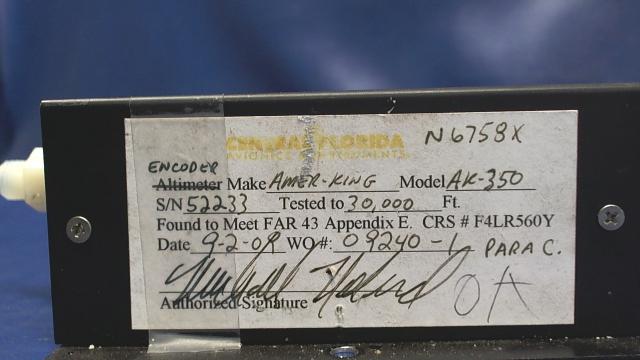 CENTRAL FLORIDA
AVIONICS INSTRUMENTS
N6758X
ENCODER
Altimeter Make AMER-KING Model AK-350
S/N 52233 Tested to 30,000 Ft.
Found to Meet FAR 43 Appendix E. CRS # F4LR560Y
Date 9-2-09 WO#: 09240-1 PARA C.
Authorized Signature
OA